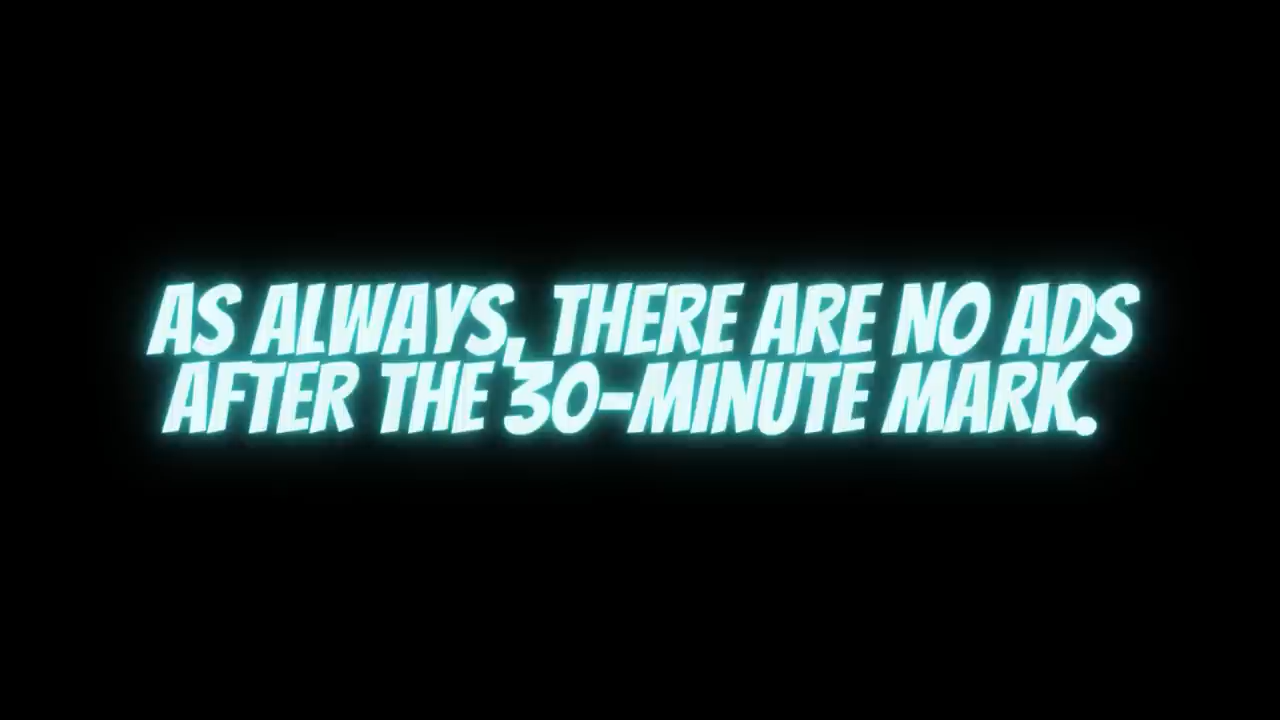 AS ALWAYS, THERE ARE NO ADS
AFTER THE 30-MINUTE MARK.